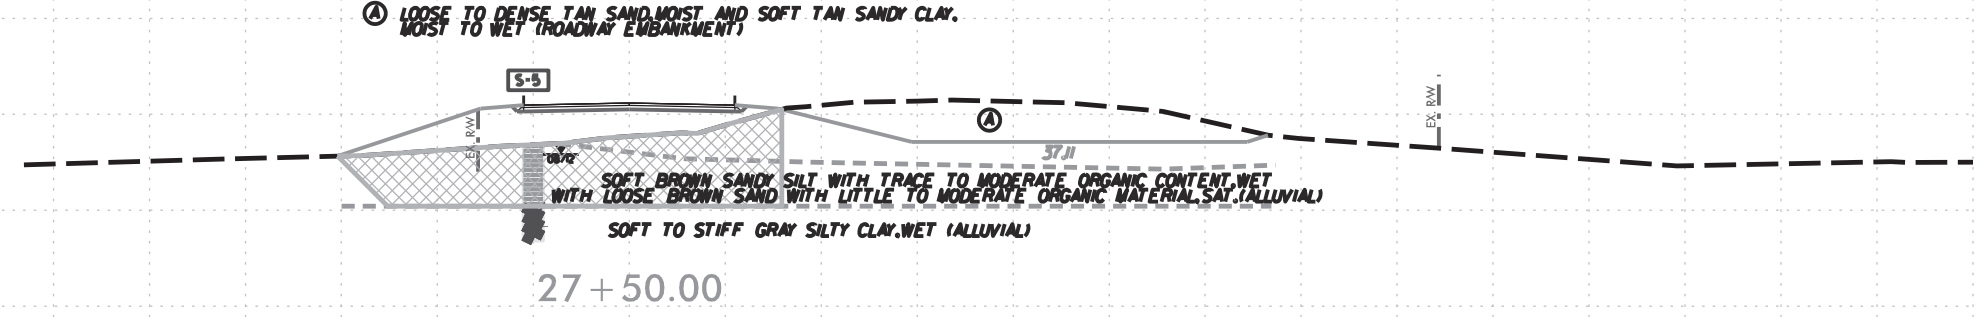 Ⓐ LOOSE TO DENSE TAN SAND, MOIST AND SOFT TAN SANDY CLAY,
MOIST TO WET (ROADWAY EMBANKMENT)
S-5
EX. R/W
EX. R/W
Ⓐ
SOFT BROWN SANDY SILT WITH TRACE TO MODERATE ORGANIC CONTENT, WET
WITH LOOSE BROWN SAND WITH LITTLE TO MODERATE ORGANIC MATERIAL, SAT. (ALLUVIAL)
SOFT TO STIFF GRAY SILTY CLAY, WET (ALLUVIAL)
27+50.00